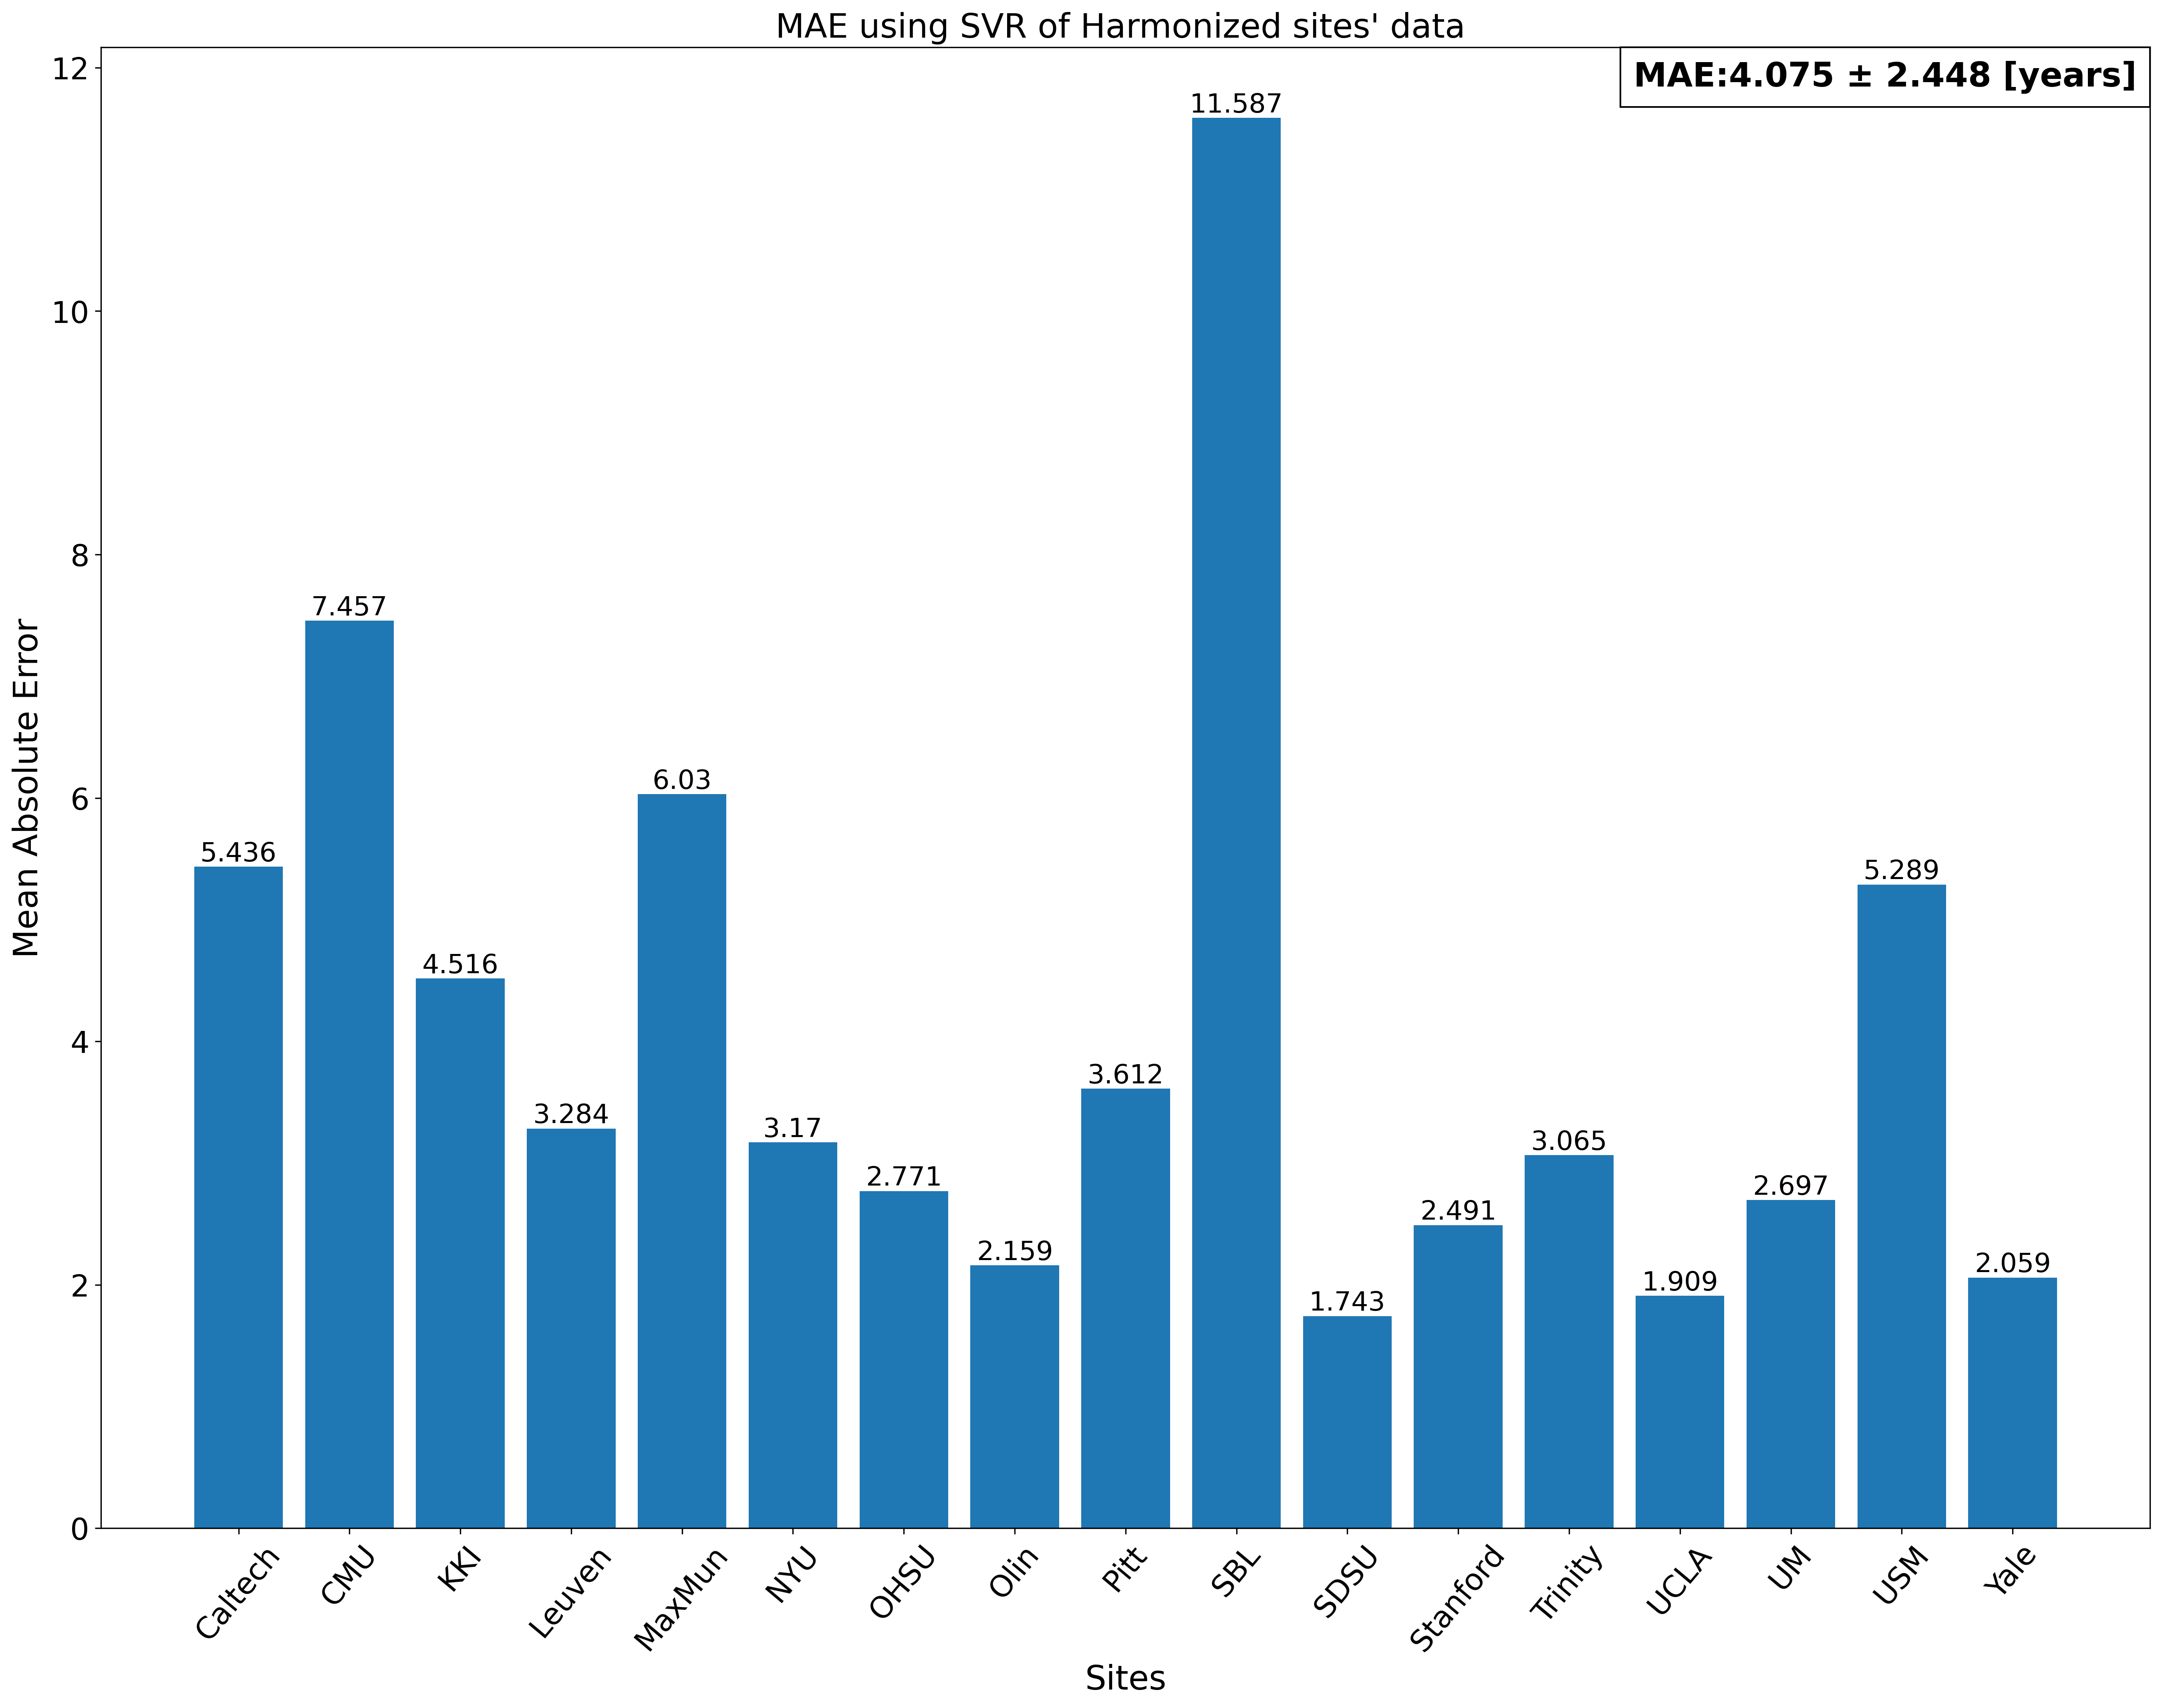 MAE using SVR of Harmonized sites' data
MAE:4.075 ± 2.448 [years]
Mean Absolute Error
12
10
8
6
4
2
0
5.436
7.457
4.516
3.284
6.03
3.17
2.771
2.159
3.612
11.587
1.743
2.491
3.065
1.909
2.697
5.289
2.059
Caltech
CMU
KKI
Leuven
MaxMun
NYU
OHSU
Olin
Pitt
SBL
SDSU
Stanford
Trinity
UCLA
UM
USM
Yale
Sites